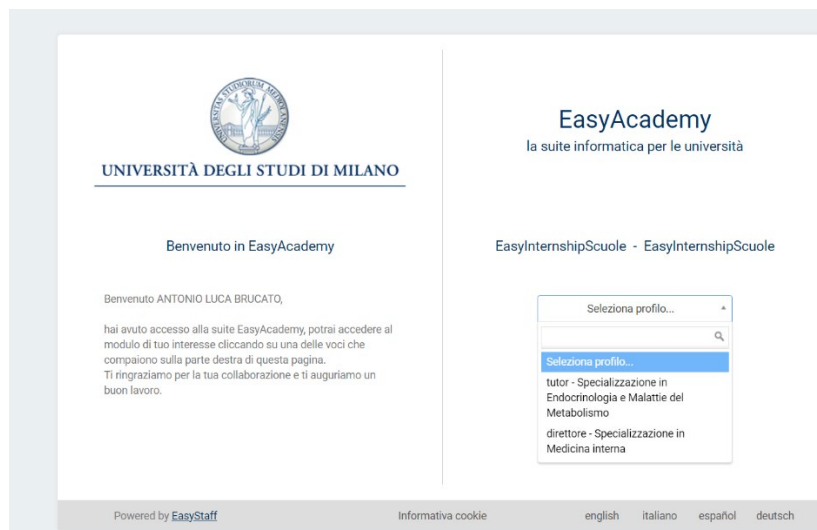 UNIVERSITÀ DEGLI STUDI DI MILANO
Benvenuto in EasyAcademy
Benvenuto ANTONIO LUCA BRUCATO,
hai avuto accesso alla suite EasyAcademy, potrai accedere al
modulo di tuo interesse cliccando su una delle voci che
compaiono sulla parte destra di questa pagina.
Ti ringraziamo per la tua collaborazione e ti auguriamo un
buon lavoro.
EasyAcademy
la suite informatica per le università
EasyInternshipScuole - EasyInternshipScuole
Seleziona profilo...
Seleziona profilo...
tutor - Specializzazione in
Endocrinologia e Malattie del
Metabolismo
direttore - Specializzazione in
Medicina interna
Powered by EasyStaff
Informativa cookie
english italiano español deutsch